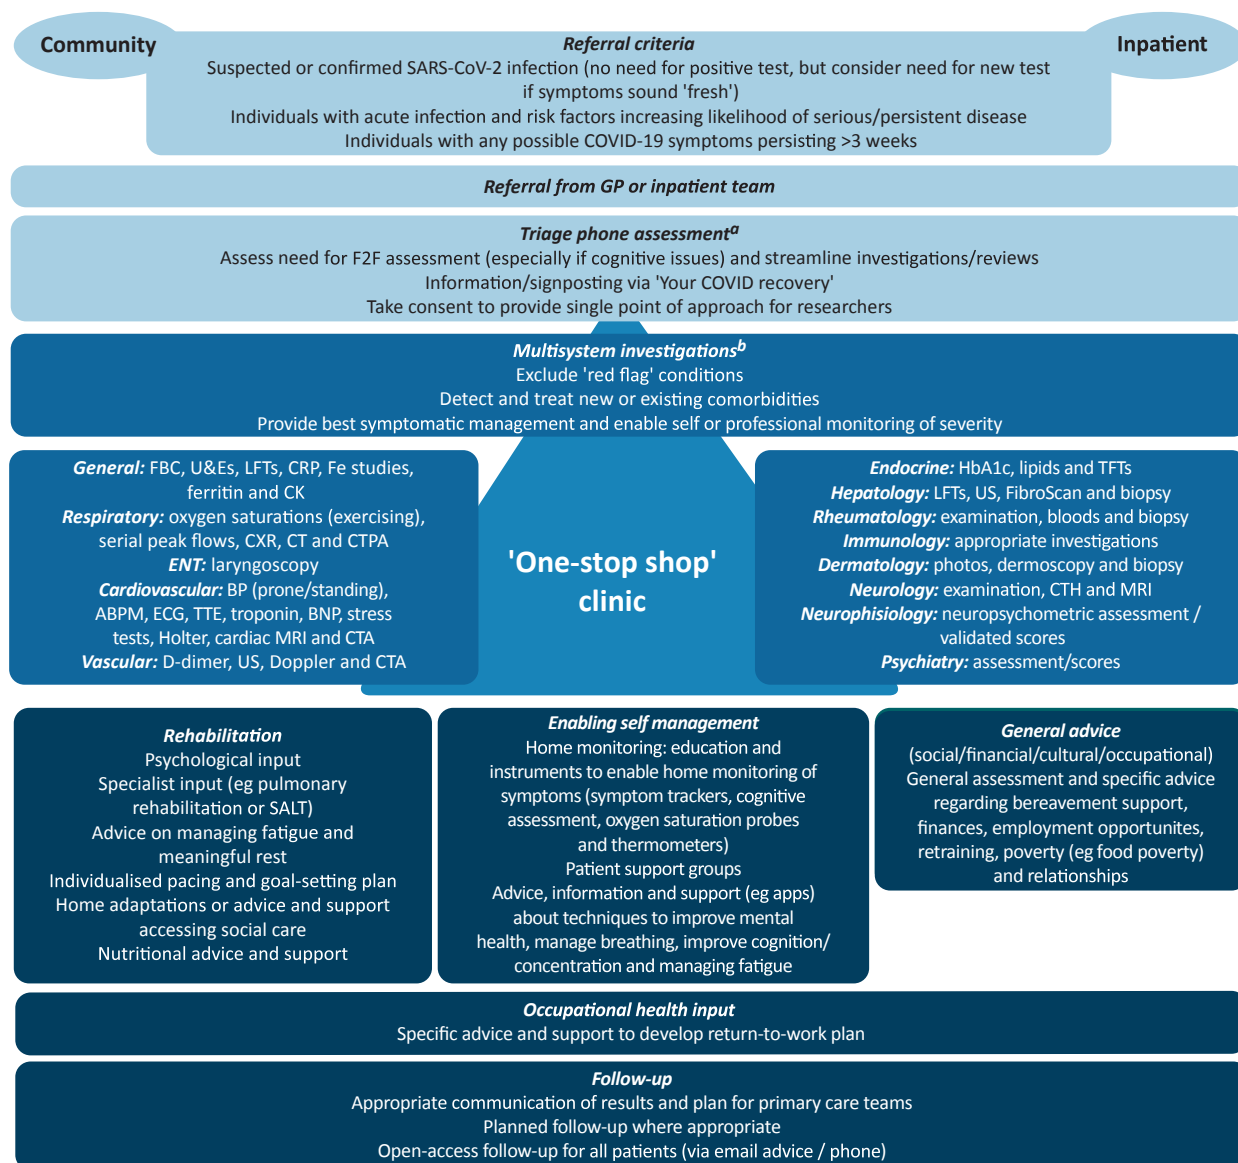 Community
Inpatient
Referral criteria
Suspected or confirmed SARS-CoV-2 infection (no need for positive test, but consider need for new test
if symptoms sound 'fresh')
Individuals with acute infection and risk factors increasing likelihood of serious/persistent disease
Individuals with any possible COVID-19 symptoms persisting >3 weeks
Referral from GP or inpatient team
Triage phone assessmentᵃ
Assess need for F2F assessment (especially if cognitive issues) and streamline investigations/reviews
Information/signposting via 'Your COVID recovery'
Take consent to provide single point of approach for researchers
Multisystem investigationsᵇ
Exclude 'red flag' conditions
Detect and treat new or existing comorbidities
Provide best symptomatic management and enable self or professional monitoring of severity
General: FBC, U&Es, LFTs, CRP, Fe studies,
ferritin and CK
Respiratory: oxygen saturations (exercising),
serial peak flows, CXR, CT and CTPA
ENT: laryngoscopy
Cardiovascular: BP (prone/standing),
ABPM, ECG, TTE, troponin, BNP, stress
tests, Holter, cardiac MRI and CTA
Vascular: D-dimer, US, Doppler and CTA
'One-stop shop'
clinic
Endocrine: HbA1c, lipids and TFTs
Hepatology: LFTs, US, FibroScan and biopsy
Rheumatology: examination, bloods and biopsy
Immunology: appropriate investigations
Dermatology: photos, dermoscopy and biopsy
Neurology: examination, CTH and MRI
Neurophisiology: neuropsychometric assessment /
validated scores
Psychiatry: assessment/scores
Rehabilitation
Psychological input
Specialist input (eg pulmonary
rehabilitation or SALT)
Advice on managing fatigue and
meaningful rest
Individualised pacing and goal-setting plan
Home adaptations or advice and support
accessing social care
Nutritional advice and support
Enabling self management
Home monitoring: education and
instruments to enable home monitoring of
symptoms (symptom trackers, cognitive
assessment, oxygen saturation probes
and thermometers)
Patient support groups
Advice, information and support (eg apps)
about techniques to improve mental
health, manage breathing, improve cognition/
concentration and managing fatigue
General advice
(social/financial/cultural/occupational)
General assessment and specific advice
regarding bereavement support,
finances, employment opportunites,
retraining, poverty (eg food poverty)
and relationships
Occupational health input
Specific advice and support to develop return-to-work plan
Follow-up
Appropriate communication of results and plan for primary care teams
Planned follow-up where appropriate
Open-access follow-up for all patients (via email advice / phone)